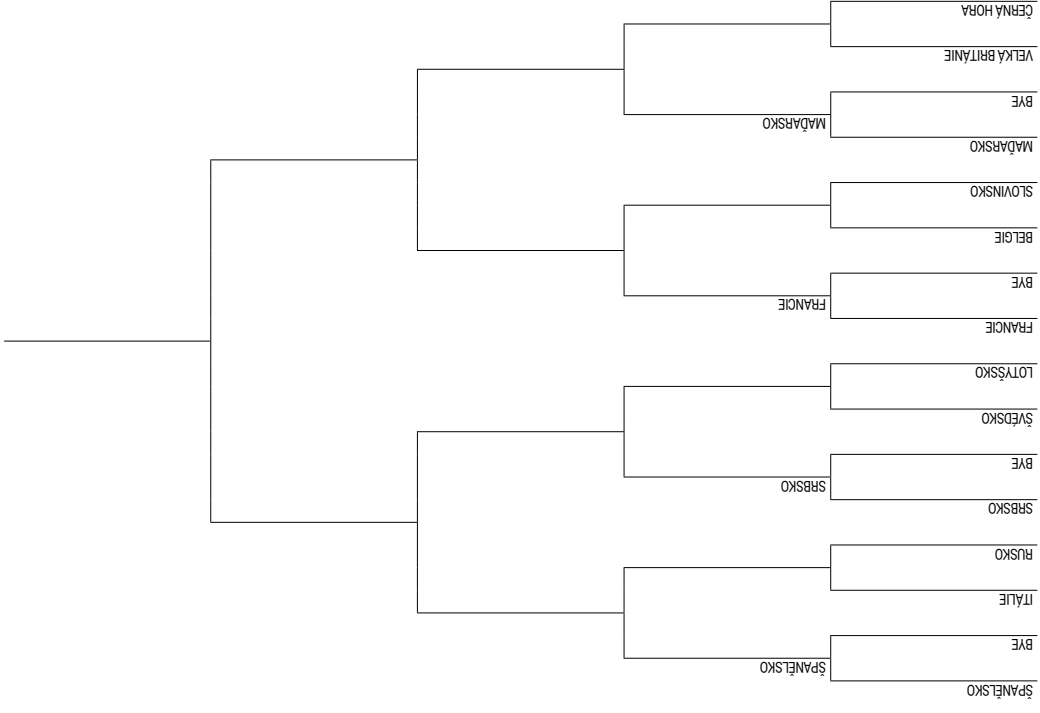 ŠPANĚLSKO
BYE
ITÁLIE
RUSKO
SRBSKO
BYE
ŠVÉDSKO
LOTYŠSKO
FRANCIE
BYE
BELGIE
SLOVINSKO
MAĎARSKO
BYE
VELKÁ BRITÁNIE
ČERNÁ HORA
ŠPANĚLSKO
SRBSKO
FRANCIE
MAĎARSKO